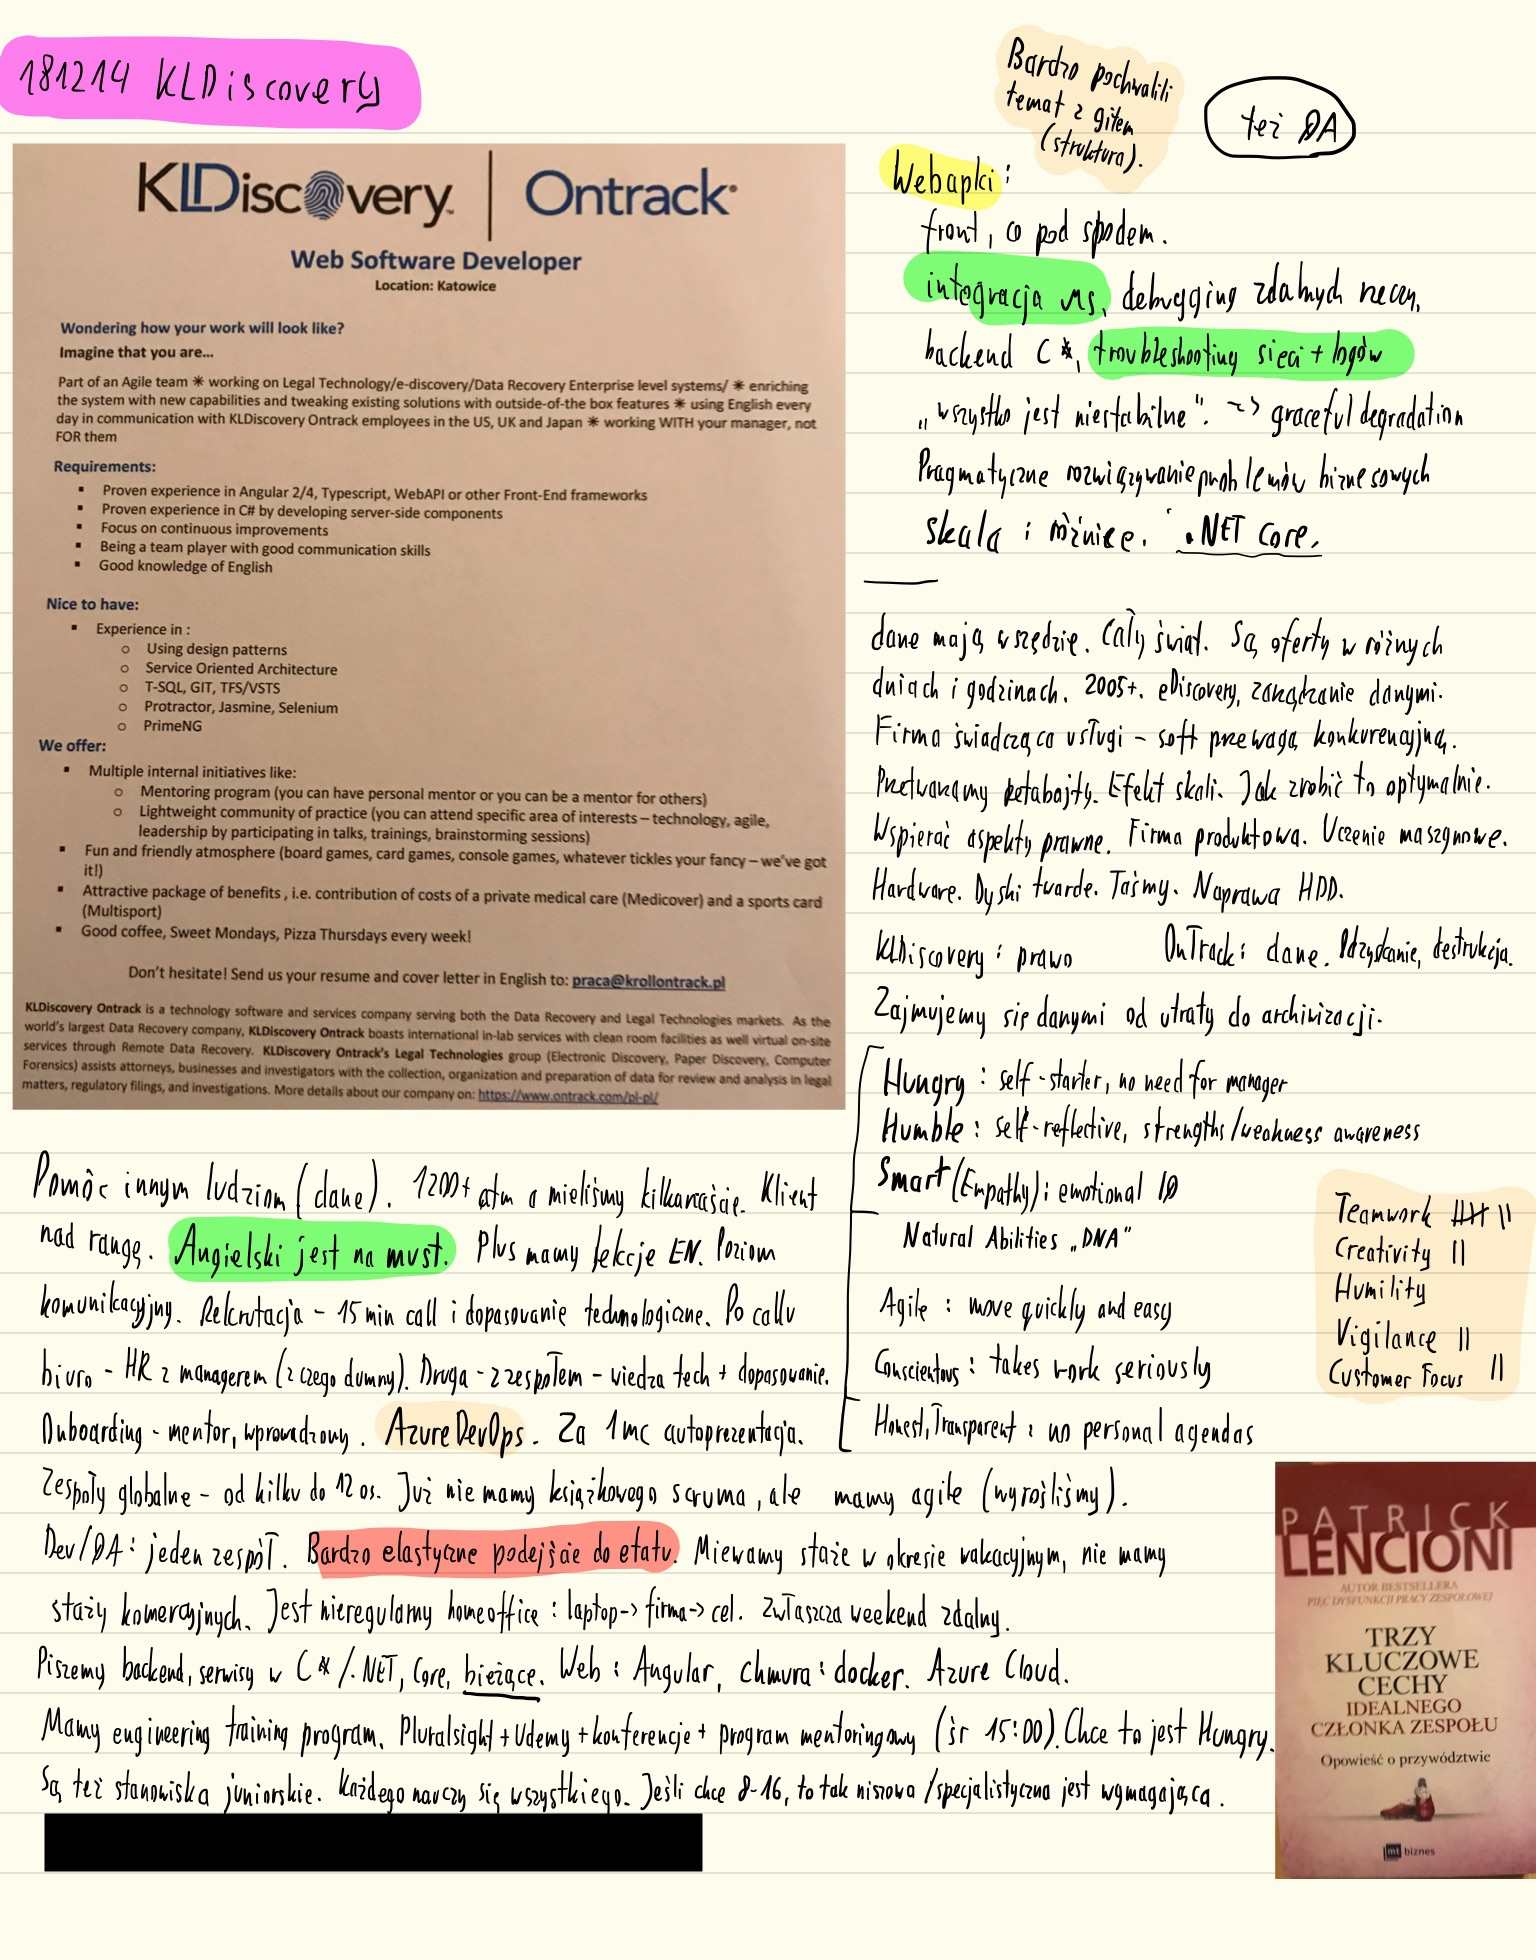 181214 KLDiscovery
Bardzo pochwalili
temat z gitem
(struktura).
też QA
KLDiscovery | Ontrack
Web Software Developer
Location: Katowice
Wondering how your work will look like?
Imagine that you are...
Part of an Agile team ✳ working on Legal Technology/e-discovery/Data Recovery Enterprise level systems/ ✳ enriching
the system with new capabilities and tweaking existing solutions with outside-of-the box features ✳ using English every
day in communication with KLDiscovery Ontrack employees in the US, UK and Japan ✳ working WITH your manager, not
FOR them
Requirements:
▪ Proven experience in Angular 2/4, Typescript, WebAPI or other Front-End frameworks
▪ Proven experience in C# by developing server-side components
▪ Focus on continuous improvements
▪ Being a team player with good communication skills
▪ Good knowledge of English
Nice to have:
▪ Experience in :
o Using design patterns
o Service Oriented Architecture
o T-SQL, GIT, TFS/VSTS
o Protractor, Jasmine, Selenium
o PrimeNG
We offer:
▪ Multiple internal initiatives like:
o Mentoring program (you can have personal mentor or you can be a mentor for others)
o Lightweight community of practice (you can attend specific area of interests – technology, agile,
leadership by participating in talks, trainings, brainstorming sessions)
▪ Fun and friendly atmosphere (board games, card games, console games, whatever tickles your fancy – we've got
it!)
▪ Attractive package of benefits , i.e. contribution of costs of a private medical care (Medicover) and a sports card
(Multisport)
▪ Good coffee, Sweet Mondays, Pizza Thursdays every week!
Don't hesitate! Send us your resume and cover letter in English to: praca@krollontrack.pl
KLDiscovery Ontrack is a technology software and services company serving both the Data Recovery and Legal Technologies markets. As the
world's largest Data Recovery company, KLDiscovery Ontrack boasts international in-lab services with clean room facilities as well virtual on-site
services through Remote Data Recovery. KLDiscovery Ontrack's Legal Technologies group (Electronic Discovery, Paper Discovery, Computer
Forensics) assists attorneys, businesses and investigators with the collection, organization and preparation of data for review and analysis in legal
matters, regulatory filings, and investigations. More details about our company on: https://www.ontrack.com/pl-pl/
Webapki:
front, co pod spodem.
integracja MS, debugging zdalnych
backend C#, troubleshooting sieci + logów
„wszystko jest niestabilne". => graceful degradation
Pragmatyczne rozwiązywanie problemów biznesowych
skala i różnice. .NET Core.
dane mają wszędzie. Cały świat. Są oferty w różnych
dniach i godzinach. 2005+. eDiscovery, zarządzanie danymi.
Firma świadcząca usługi - soft przewagą konkurencyjną.
Przetwarzamy petabajty. Efekt skali. Jak zrobić to optymalnie.
Wspierać aspekty prawne. Firma produktowa. Uczenie maszynowe.
Hardware. Dyski twarde. Taśmy. Naprawa HDD.
KLDiscovery: prawo OnTrack: dane. Odzyskanie, destrukcja.
Zajmujemy się danymi od utraty do archiwizacji.
Hungry: self-starter, no need for manager
Humble: self-reflective, strengths/weakness awareness
Smart (Empathy): emotional IQ
Natural Abilities „DNA"
Agile: move quickly and easy
Conscientous: takes work seriously
Honest, Transparent: no personal agendas
Teamwork
Creativity II
Humility
Vigilance II
Customer Focus II
Pomóc innym ludziom (dane). 1200+ atm a mieliśmy kilkanaście. Klient
nad rangę. Angielski jest na must. Plus mamy lekcje EN. Poziom
komunikacyjny. Rekrutacja - 15 min call i dopasowanie technologiczne. Po callu
biuro - HR z managerem (z czego dumny). Druga - z zespołem - wiedza tech + dopasowanie.
Onboarding - mentor, wprowadzony. AzureDevOps. Za 1mc autoprezentacja.
Zespoły globalne - od kilku do 12 os. Już nie mamy książkowego scruma, ale mamy agile (wyrośliśmy).
Dev/QA: jeden zespół. Bardzo elastyczne podejście do etatu. Miewamy staże w okresie wakacyjnym, nie mamy
staży komercyjnych. Jest nieregularny homeoffice: laptop -> firma -> cel. Zwłaszcza weekend zdalny.
Piszemy backend, serwisy w C#/.NET, Core, bieżące. Web: Angular, chmura: docker. Azure Cloud.
Mamy engineering training program. Pluralsight + Udemy + konferencje + program mentoringowy (śr 15:00). Chce to jest Hungry.
Są też stanowiska juniorskie. Każdego nauczy się wszystkiego. Jeśli chce 8-16, to tak niszowa/specjalistyczna jest wymagająca.
PATRICK
LENCIONI
AUTOR BESTSELLERA
PIĘĆ DYSFUNKCJI PRACY ZESPOŁOWEJ
TRZY
KLUCZOWE
CECHY
IDEALNEGO
CZŁONKA ZESPOŁU
Opowieść o przywództwie
mt biznes